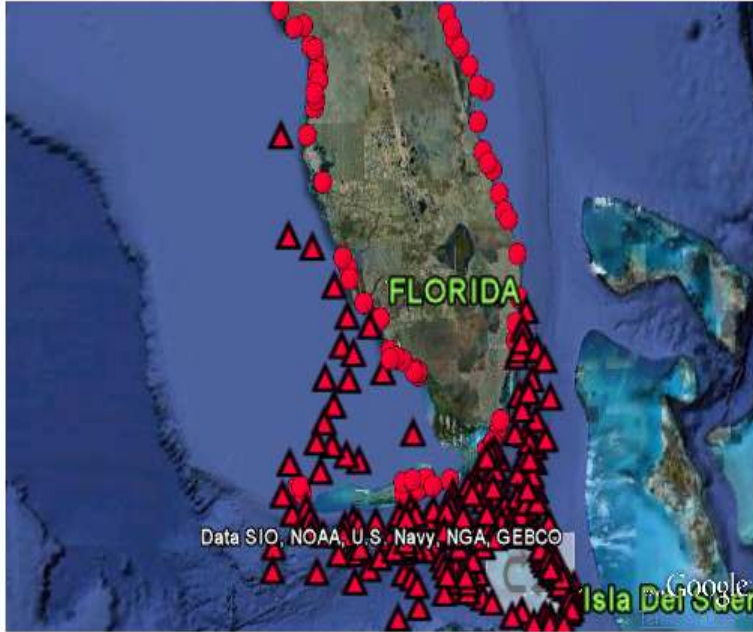 FLORIDA
Data SIO, NOAA, U.S. Navy, NGA, GEBCO
Google
Isla Del